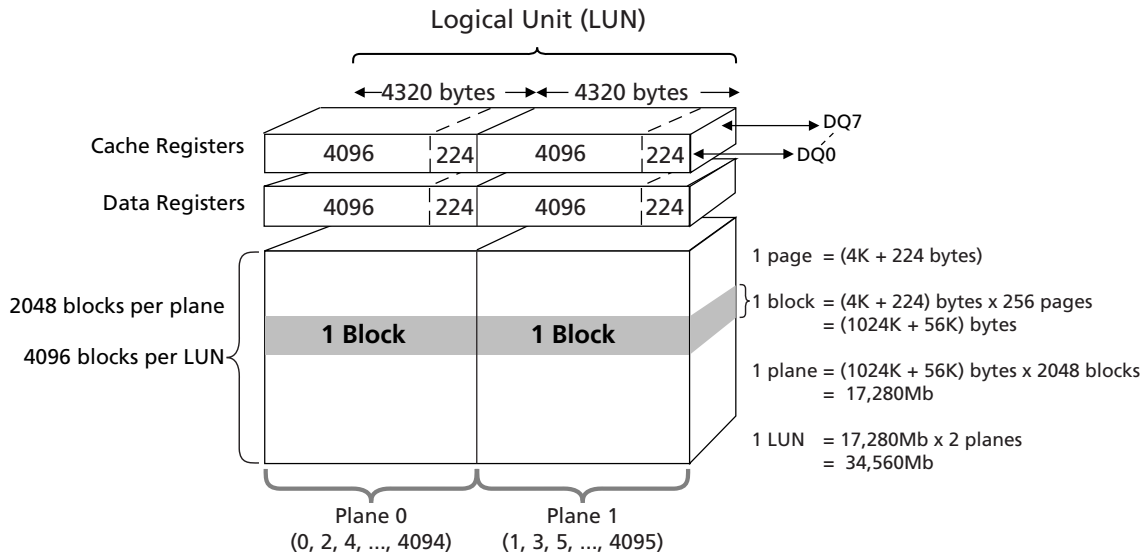 Logical Unit (LUN)
4320 bytes 4320 bytes
Cache Registers 4096 224 4096 224 DQ7
DQ0
Data Registers 4096 224 4096 224
1 page = (4K + 224 bytes)
2048 blocks per plane
1 block = (4K + 224) bytes x 256 pages
= (1024K + 56K) bytes
1 Block 1 Block
4096 blocks per LUN
1 plane = (1024K + 56K) bytes x 2048 blocks
= 17,280Mb
1 LUN = 17,280Mb x 2 planes
= 34,560Mb
Plane 0 Plane 1
(0, 2, 4, ..., 4094) (1, 3, 5, ..., 4095)